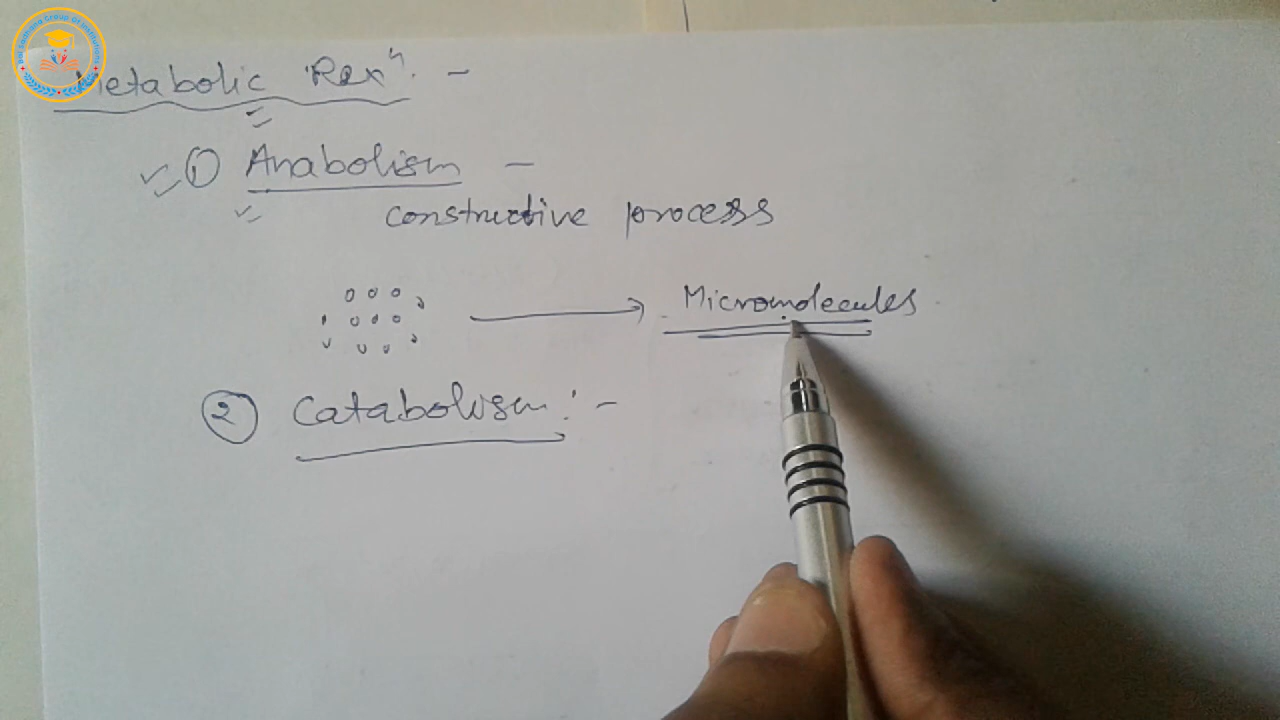 Metabolic Rexⁿ. -
① Anabolism -
constructive process
→ Micromolecules
② Catabolism : -